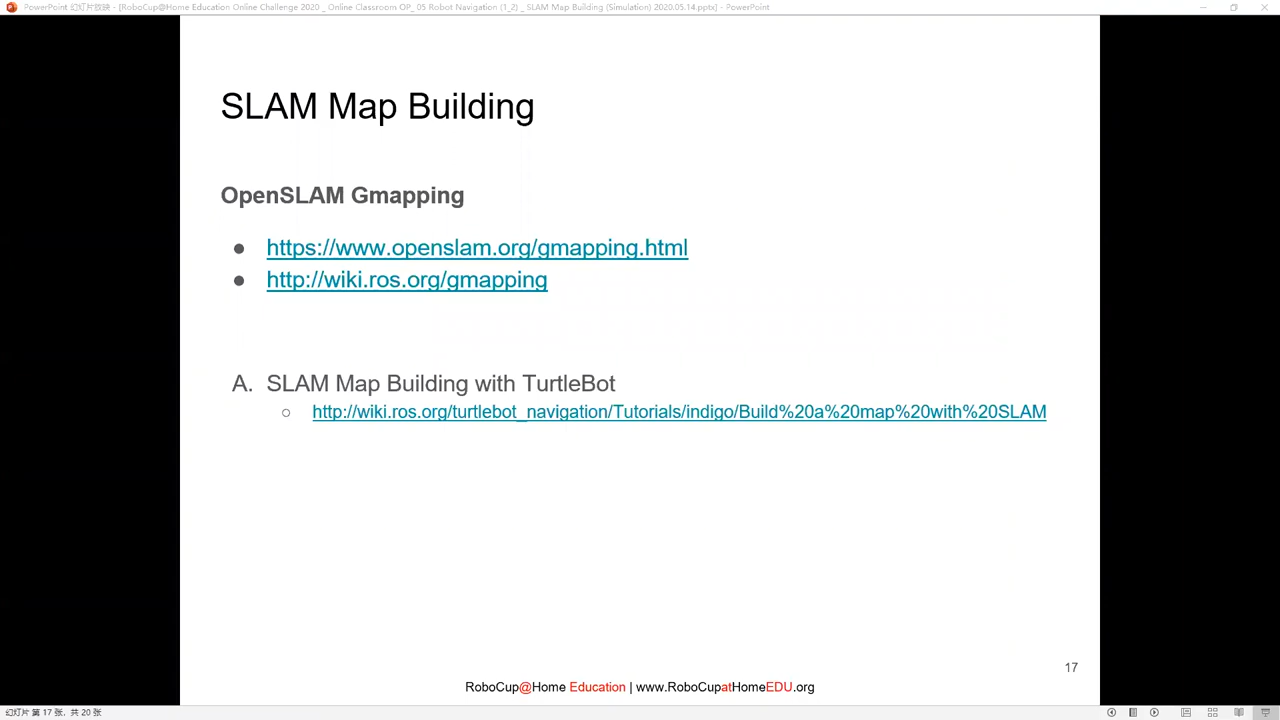 PowerPoint 幻灯片放映 - [RoboCup@Home Education Online Challenge 2020 _ Online Classroom OP_ 05 Robot Navigation (1_2) _ SLAM Map Building (Simulation) 2020.05.14.pptx] - PowerPoint
SLAM Map Building
OpenSLAM Gmapping
● https://www.openslam.org/gmapping.html
● http://wiki.ros.org/gmapping
A. SLAM Map Building with TurtleBot
○ http://wiki.ros.org/turtlebot_navigation/Tutorials/indigo/Build%20a%20map%20with%20SLAM
17
RoboCup@Home Education | www.RoboCupatHomeEDU.org
幻灯片 第 17 张，共 20 张